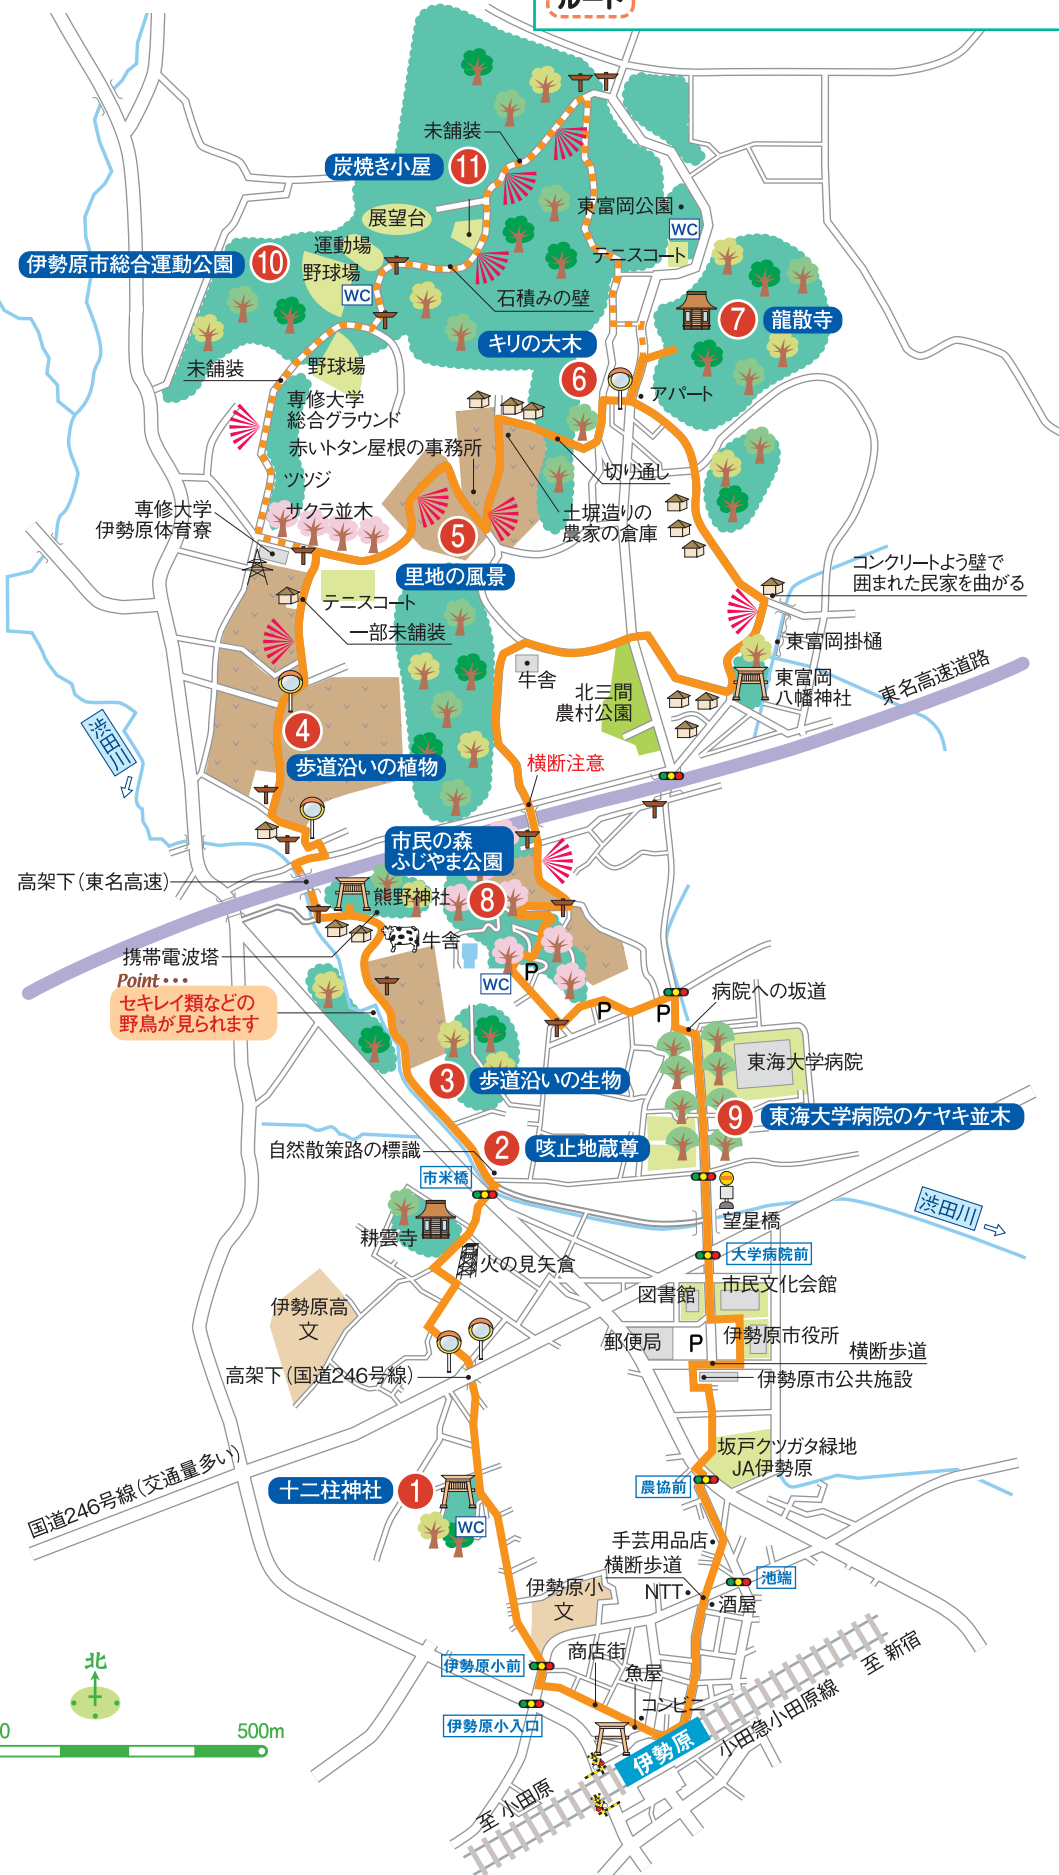 ルート
未舗装
炭焼き小屋
11
展望台
東富岡公園
WC
運動場
テニスコート
伊勢原市総合運動公園
10
野球場
WC
石積みの壁
7
龍散寺
キリの大木
6
未舗装
野球場
アパート
専修大学
総合グラウンド
赤いトタン屋根の事務所
切り通し
ツツジ
専修大学
伊勢原体育寮
サクラ並木
土塀造りの
農家の倉庫
5
里地の風景
コンクリートよう壁で
囲まれた民家を曲がる
テニスコート
一部未舗装
東富岡掛樋
牛舎
東富岡
八幡神社
北三間
農村公園
東名高速道路
渋田川
4
歩道沿いの植物
横断注意
市民の森
ふじやま公園
高架下(東名高速)
熊野神社
8
牛舎
携帯電波塔
P
WC
Point・・・
セキレイ類などの
野鳥が見られます
P
P
病院への坂道
東海大学病院
3
歩道沿いの生物
9
東海大学病院のケヤキ並木
自然散策路の標識
2
咳止地蔵尊
市米橋
望星橋
渋田川
耕雲寺
火の見矢倉
大学病院前
図書館
市民文化会館
伊勢原高
文
郵便局
P
伊勢原市役所
横断歩道
高架下(国道246号線)
伊勢原市公共施設
坂戸クツガタ緑地
JA伊勢原
国道246号線(交通量多い)
十二柱神社
1
WC
農協前
手芸用品店
横断歩道
池端
伊勢原小
文
NTT
酒屋
商店街
伊勢原小前
魚屋
コンビニ
伊勢原小入口
至 新宿
小田急小田原線
伊勢原
至 小田原
北
0
500m